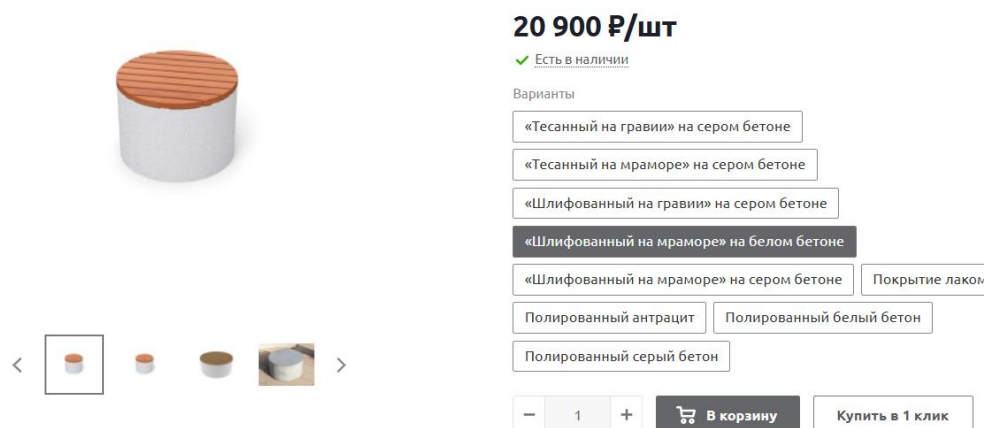 20 900 ₽/шт
Есть в наличии
Варианты
«Тесанный на гравии» на сером бетоне
«Тесанный на мраморе» на сером бетоне
«Шлифованный на гравии» на сером бетоне
«Шлифованный на мраморе» на белом бетоне
«Шлифованный на мраморе» на сером бетоне Покрытие лаком
Полированный антрацит Полированный белый бетон
Полированный серый бетон
− 1 + В корзину Купить в 1 клик